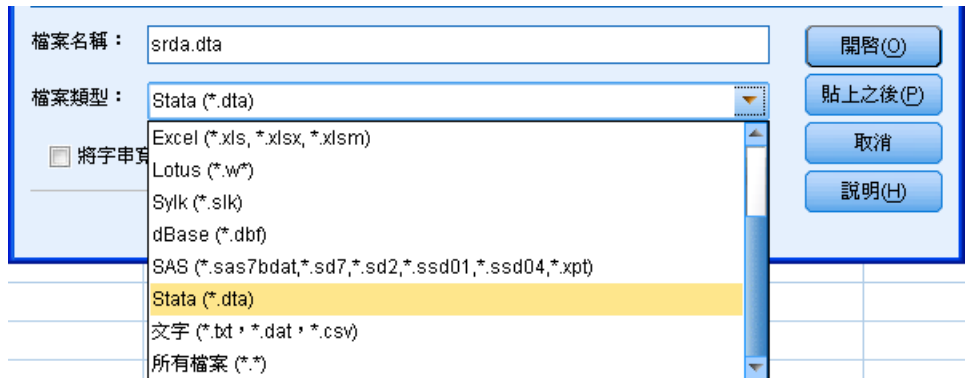 檔案名稱： srda.dta 開啓(O)
檔案類型： Stata (*.dta) 貼上之後(P)
Excel (*.xls, *.xlsx, *.xlsm) 取消
將字串寬
Lotus (*.w*)
Sylk (*.slk) 說明(H)
dBase (*.dbf)
SAS (*.sas7bdat,*.sd7,*.sd2,*.ssd01,*.ssd04,*.xpt)
Stata (*.dta)
文字 (*.txt，*.dat，*.csv)
所有檔案 (*.*)